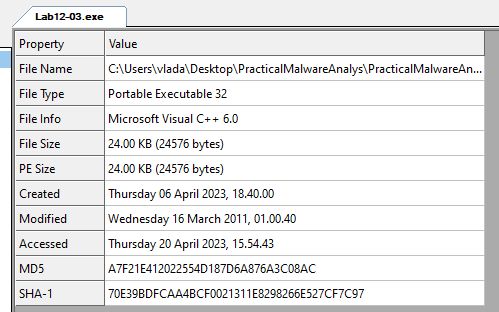 Lab12-03.exe
Property Value
File Name C:\Users\vlada\Desktop\PracticalMalwareAnalys\PracticalMalwareAn...
File Type Portable Executable 32
File Info Microsoft Visual C++ 6.0
File Size 24.00 KB (24576 bytes)
PE Size 24.00 KB (24576 bytes)
Created Thursday 06 April 2023, 18.40.00
Modified Wednesday 16 March 2011, 01.00.40
Accessed Thursday 20 April 2023, 15.54.43
MD5 A7F21E412022554D187D6A876A3C08AC
SHA-1 70E39BDFCAA4BCF0021311E8298266E527CF7C97